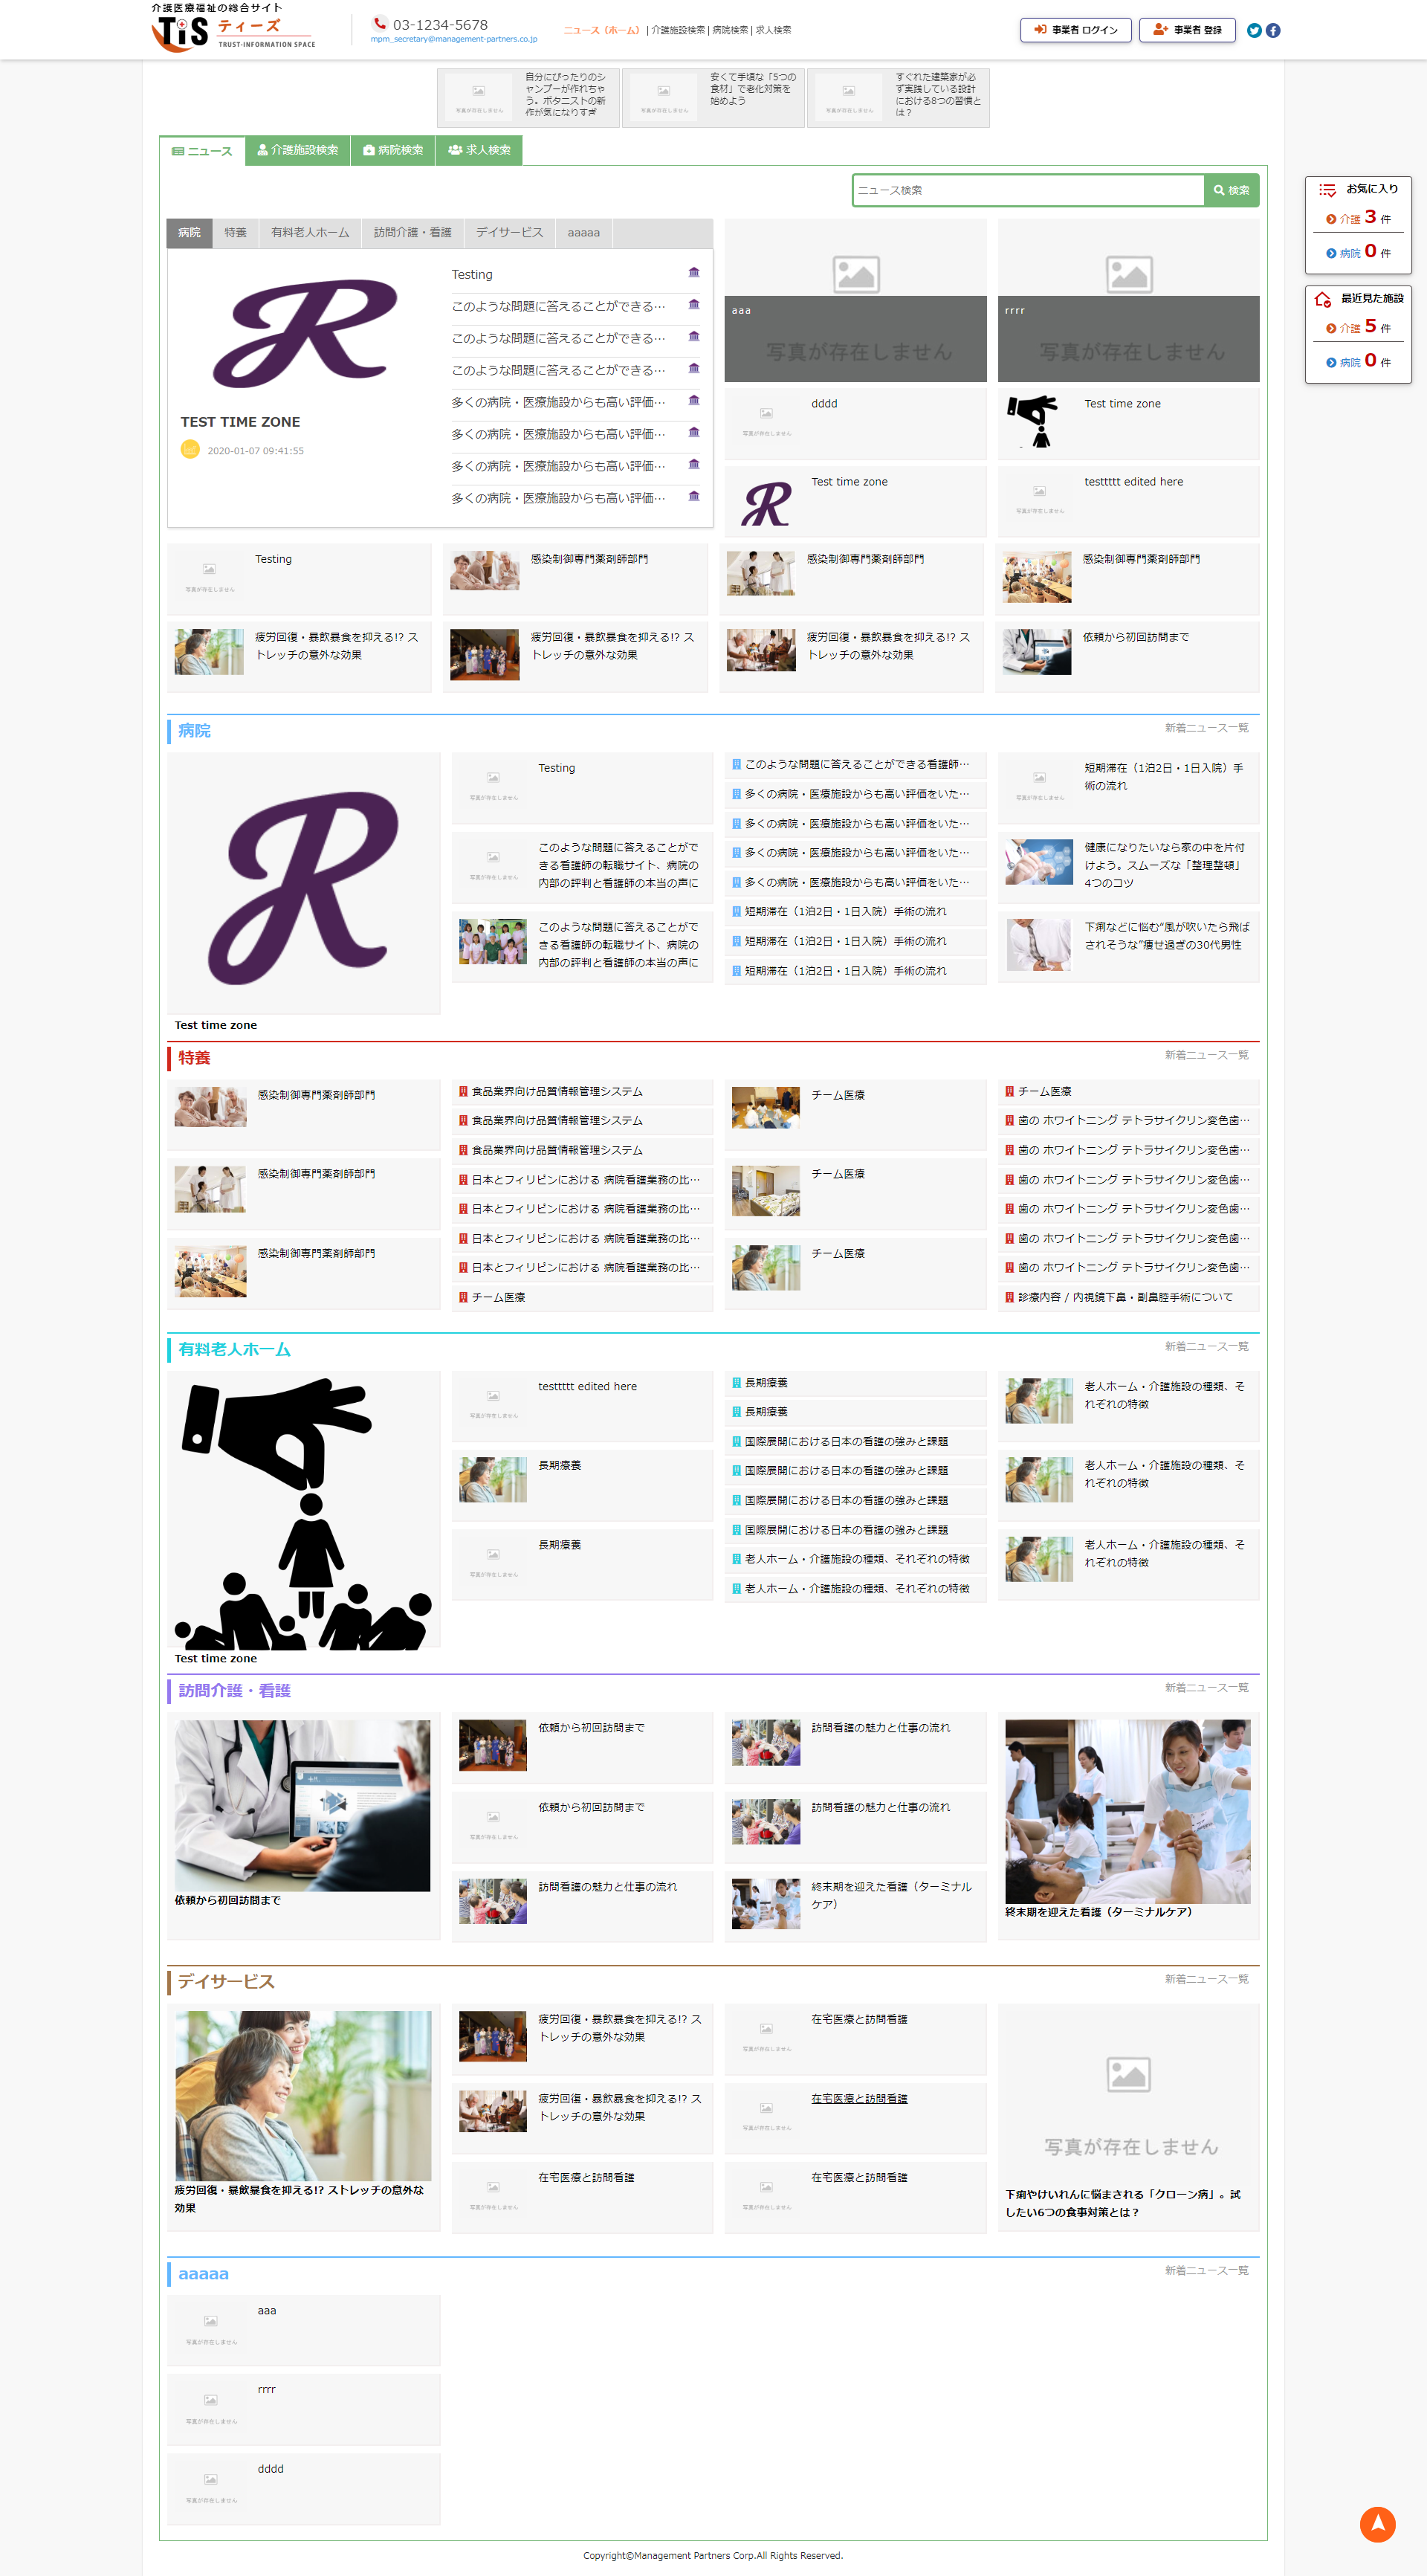 介護医療福祉の総合サイト
TiS ティーズ
TRUST-INFORMATION SPACE
03-1234-5678
mpm_secretary@management-partners.co.jp
ニュース（ホーム） | 介護施設検索 | 病院検索 | 求人検索
事業者 ログイン
事業者 登録
自分にぴったりのシャンプーが作れちゃう。ボタニストの新作が気になりすぎ
安くて手頃な「5つの食材」で老化対策を始めよう
すぐれた建築家が必ず実践している設計における8つの習慣とは？
ニュース
介護施設検索
病院検索
求人検索
ニュース検索
検索
お気に入り
介護 3 件
病院 0 件
最近見た施設
介護 5 件
病院 0 件
病院
特養
有料老人ホーム
訪問介護・看護
デイサービス
aaaaa
TEST TIME ZONE
2020-01-07 09:41:55
Testing
このような問題に答えることができる…
このような問題に答えることができる…
このような問題に答えることができる…
多くの病院・医療施設からも高い評価…
多くの病院・医療施設からも高い評価…
多くの病院・医療施設からも高い評価…
多くの病院・医療施設からも高い評価…
aaa
写真が存在しません
rrrr
写真が存在しません
dddd
Test time zone
Test time zone
testtttt edited here
Testing
感染制御専門薬剤師部門
感染制御専門薬剤師部門
感染制御専門薬剤師部門
疲労回復・暴飲暴食を抑える!? ストレッチの意外な効果
疲労回復・暴飲暴食を抑える!? ストレッチの意外な効果
疲労回復・暴飲暴食を抑える!? ストレッチの意外な効果
依頼から初回訪問まで
病院
新着ニュース一覧
Test time zone
Testing
このような問題に答えることができる看護師の転職サイト、病院の内部の評判と看護師の本当の声に
このような問題に答えることができる看護師の転職サイト、病院の内部の評判と看護師の本当の声に
このような問題に答えることができる看護師…
多くの病院・医療施設からも高い評価をいた…
多くの病院・医療施設からも高い評価をいた…
多くの病院・医療施設からも高い評価をいた…
多くの病院・医療施設からも高い評価をいた…
短期滞在（1泊2日・1日入院）手術の流れ
短期滞在（1泊2日・1日入院）手術の流れ
短期滞在（1泊2日・1日入院）手術の流れ
短期滞在（1泊2日・1日入院）手術の流れ
健康になりたいなら家の中を片付けよう。スムーズな「整理整頓」4つのコツ
下痢などに悩む“風が吹いたら飛ばされそうな”痩せ過ぎの30代男性
特養
新着ニュース一覧
感染制御専門薬剤師部門
感染制御専門薬剤師部門
感染制御専門薬剤師部門
食品業界向け品質情報管理システム
食品業界向け品質情報管理システム
食品業界向け品質情報管理システム
日本とフィリピンにおける 病院看護業務の比…
日本とフィリピンにおける 病院看護業務の比…
日本とフィリピンにおける 病院看護業務の比…
日本とフィリピンにおける 病院看護業務の比…
チーム医療
チーム医療
チーム医療
チーム医療
チーム医療
歯の ホワイトニング テトラサイクリン変色歯…
歯の ホワイトニング テトラサイクリン変色歯…
歯の ホワイトニング テトラサイクリン変色歯…
歯の ホワイトニング テトラサイクリン変色歯…
歯の ホワイトニング テトラサイクリン変色歯…
歯の ホワイトニング テトラサイクリン変色歯…
診療内容 / 内視鏡下鼻・副鼻腔手術について
有料老人ホーム
新着ニュース一覧
Test time zone
testtttt edited here
長期療養
長期療養
長期療養
長期療養
国際展開における日本の看護の強みと課題
国際展開における日本の看護の強みと課題
国際展開における日本の看護の強みと課題
国際展開における日本の看護の強みと課題
老人ホーム・介護施設の種類、それぞれの特徴
老人ホーム・介護施設の種類、それぞれの特徴
老人ホーム・介護施設の種類、それぞれの特徴
老人ホーム・介護施設の種類、それぞれの特徴
老人ホーム・介護施設の種類、それぞれの特徴
訪問介護・看護
新着ニュース一覧
依頼から初回訪問まで
依頼から初回訪問まで
依頼から初回訪問まで
訪問看護の魅力と仕事の流れ
訪問看護の魅力と仕事の流れ
訪問看護の魅力と仕事の流れ
終末期を迎えた看護（ターミナルケア）
終末期を迎えた看護（ターミナルケア）
デイサービス
新着ニュース一覧
疲労回復・暴飲暴食を抑える!? ストレッチの意外な効果
疲労回復・暴飲暴食を抑える!? ストレッチの意外な効果
疲労回復・暴飲暴食を抑える!? ストレッチの意外な効果
在宅医療と訪問看護
在宅医療と訪問看護
在宅医療と訪問看護
在宅医療と訪問看護
写真が存在しません
下痢やけいれんに悩まされる「クローン病」。試したい6つの食事対策とは？
aaaaa
新着ニュース一覧
aaa
rrrr
dddd
Copyright©Management Partners Corp.All Rights Reserved.